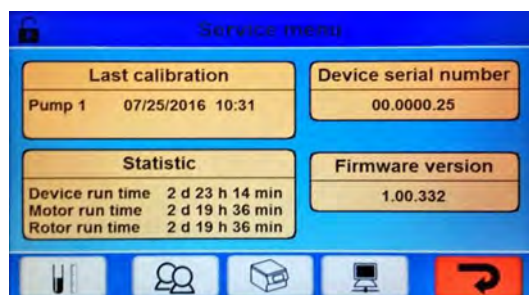 Service menu
Last calibration
Pump 1 07/25/2016 10:31
Device serial number
00.0000.25
Statistic
Device run time 2 d 23 h 14 min
Motor run time 2 d 19 h 36 min
Rotor run time 2 d 19 h 36 min
Firmware version
1.00.332